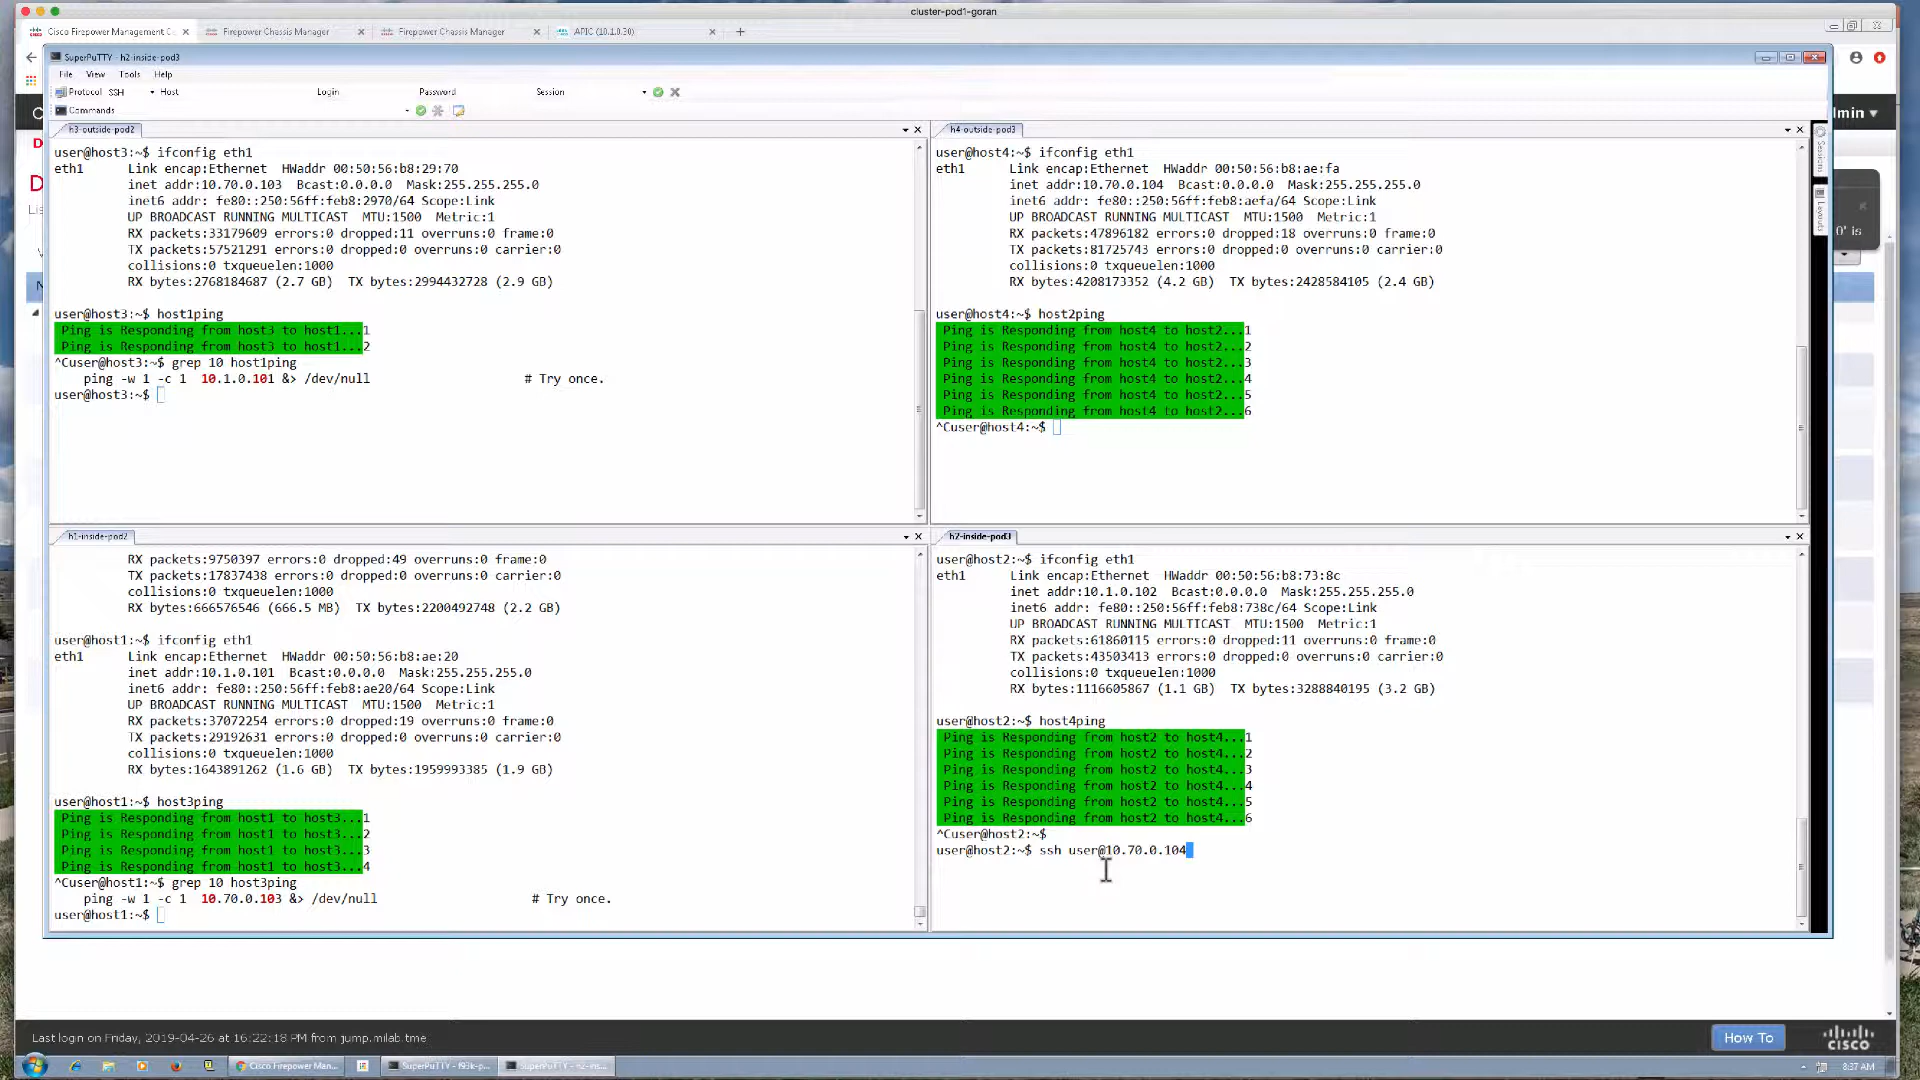 cluster-pod1-goran
Cisco Firepower Management C
Firepower Chassis Manager
Firepower Chassis Manager
APIC (10.1.0.30)
SuperPuTTY - h2-inside-pod3
File View Tools Help
Protocol SSH Host Login Password Session
Commands
dmin
0' is
Sessions
Layouts
h3-outside-pod2
user@host3:~$ ifconfig eth1
eth1 Link encap:Ethernet HWaddr 00:50:56:b8:29:70
inet addr:10.70.0.103 Bcast:0.0.0.0 Mask:255.255.255.0
inet6 addr: fe80::250:56ff:feb8:2970/64 Scope:Link
UP BROADCAST RUNNING MULTICAST MTU:1500 Metric:1
RX packets:33179609 errors:0 dropped:11 overruns:0 frame:0
TX packets:57521291 errors:0 dropped:0 overruns:0 carrier:0
collisions:0 txqueuelen:1000
RX bytes:2768184687 (2.7 GB) TX bytes:2994432728 (2.9 GB)
user@host3:~$ host1ping
Ping is Responding from host3 to host1...1
Ping is Responding from host3 to host1...2
^Cuser@host3:~$ grep 10 host1ping
ping -w 1 -c 1 10.1.0.101 &> /dev/null # Try once.
user@host3:~$
h4-outside-pod3
user@host4:~$ ifconfig eth1
eth1 Link encap:Ethernet HWaddr 00:50:56:b8:ae:fa
inet addr:10.70.0.104 Bcast:0.0.0.0 Mask:255.255.255.0
inet6 addr: fe80::250:56ff:feb8:aefa/64 Scope:Link
UP BROADCAST RUNNING MULTICAST MTU:1500 Metric:1
RX packets:47896182 errors:0 dropped:18 overruns:0 frame:0
TX packets:81725743 errors:0 dropped:0 overruns:0 carrier:0
collisions:0 txqueuelen:1000
RX bytes:4208173352 (4.2 GB) TX bytes:2428584105 (2.4 GB)
user@host4:~$ host2ping
Ping is Responding from host4 to host2...1
Ping is Responding from host4 to host2...2
Ping is Responding from host4 to host2...3
Ping is Responding from host4 to host2...4
Ping is Responding from host4 to host2...5
Ping is Responding from host4 to host2...6
^Cuser@host4:~$
h1-inside-pod2
RX packets:9750397 errors:0 dropped:49 overruns:0 frame:0
TX packets:17837438 errors:0 dropped:0 overruns:0 carrier:0
collisions:0 txqueuelen:1000
RX bytes:666576546 (666.5 MB) TX bytes:2200492748 (2.2 GB)
user@host1:~$ ifconfig eth1
eth1 Link encap:Ethernet HWaddr 00:50:56:b8:ae:20
inet addr:10.1.0.101 Bcast:0.0.0.0 Mask:255.255.255.0
inet6 addr: fe80::250:56ff:feb8:ae20/64 Scope:Link
UP BROADCAST RUNNING MULTICAST MTU:1500 Metric:1
RX packets:37072254 errors:0 dropped:19 overruns:0 frame:0
TX packets:29192631 errors:0 dropped:0 overruns:0 carrier:0
collisions:0 txqueuelen:1000
RX bytes:1643891262 (1.6 GB) TX bytes:1959993385 (1.9 GB)
user@host1:~$ host3ping
Ping is Responding from host1 to host3...1
Ping is Responding from host1 to host3...2
Ping is Responding from host1 to host3...3
Ping is Responding from host1 to host3...4
^Cuser@host1:~$ grep 10 host3ping
ping -w 1 -c 1 10.70.0.103 &> /dev/null # Try once.
user@host1:~$
h2-inside-pod3
user@host2:~$ ifconfig eth1
eth1 Link encap:Ethernet HWaddr 00:50:56:b8:73:8c
inet addr:10.1.0.102 Bcast:0.0.0.0 Mask:255.255.255.0
inet6 addr: fe80::250:56ff:feb8:738c/64 Scope:Link
UP BROADCAST RUNNING MULTICAST MTU:1500 Metric:1
RX packets:61860115 errors:0 dropped:11 overruns:0 frame:0
TX packets:43503413 errors:0 dropped:0 overruns:0 carrier:0
collisions:0 txqueuelen:1000
RX bytes:1116605867 (1.1 GB) TX bytes:3288840195 (3.2 GB)
user@host2:~$ host4ping
Ping is Responding from host2 to host4...1
Ping is Responding from host2 to host4...2
Ping is Responding from host2 to host4...3
Ping is Responding from host2 to host4...4
Ping is Responding from host2 to host4...5
Ping is Responding from host2 to host4...6
^Cuser@host2:~$
user@host2:~$ ssh user@10.70.0.104
Last login on Friday, 2019-04-26 at 16:22:18 PM from jump.milab.tme
How To
CISCO
Cisco Firepower Man...
SuperPuTTY - f93k-p...
SuperPuTTY - h2-ins...
8:37 AM